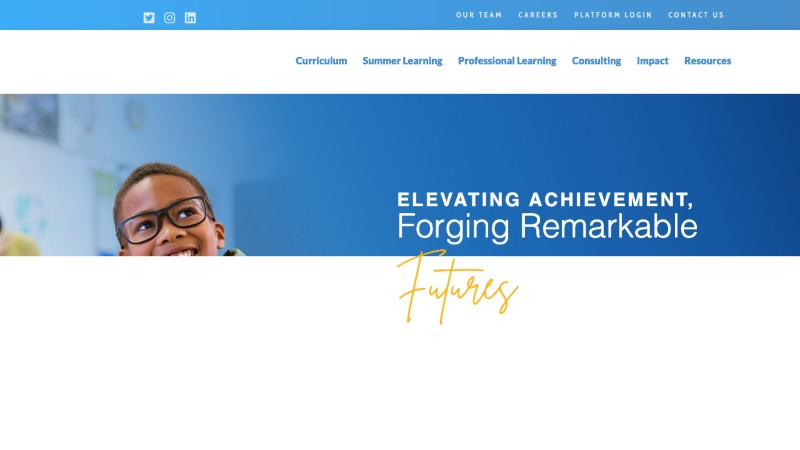 OUR TEAM CAREERS PLATFORM LOGIN CONTACT US
Curriculum Summer Learning Professional Learning Consulting Impact Resources
ELEVATING ACHIEVEMENT,
Forging Remarkable
Futures